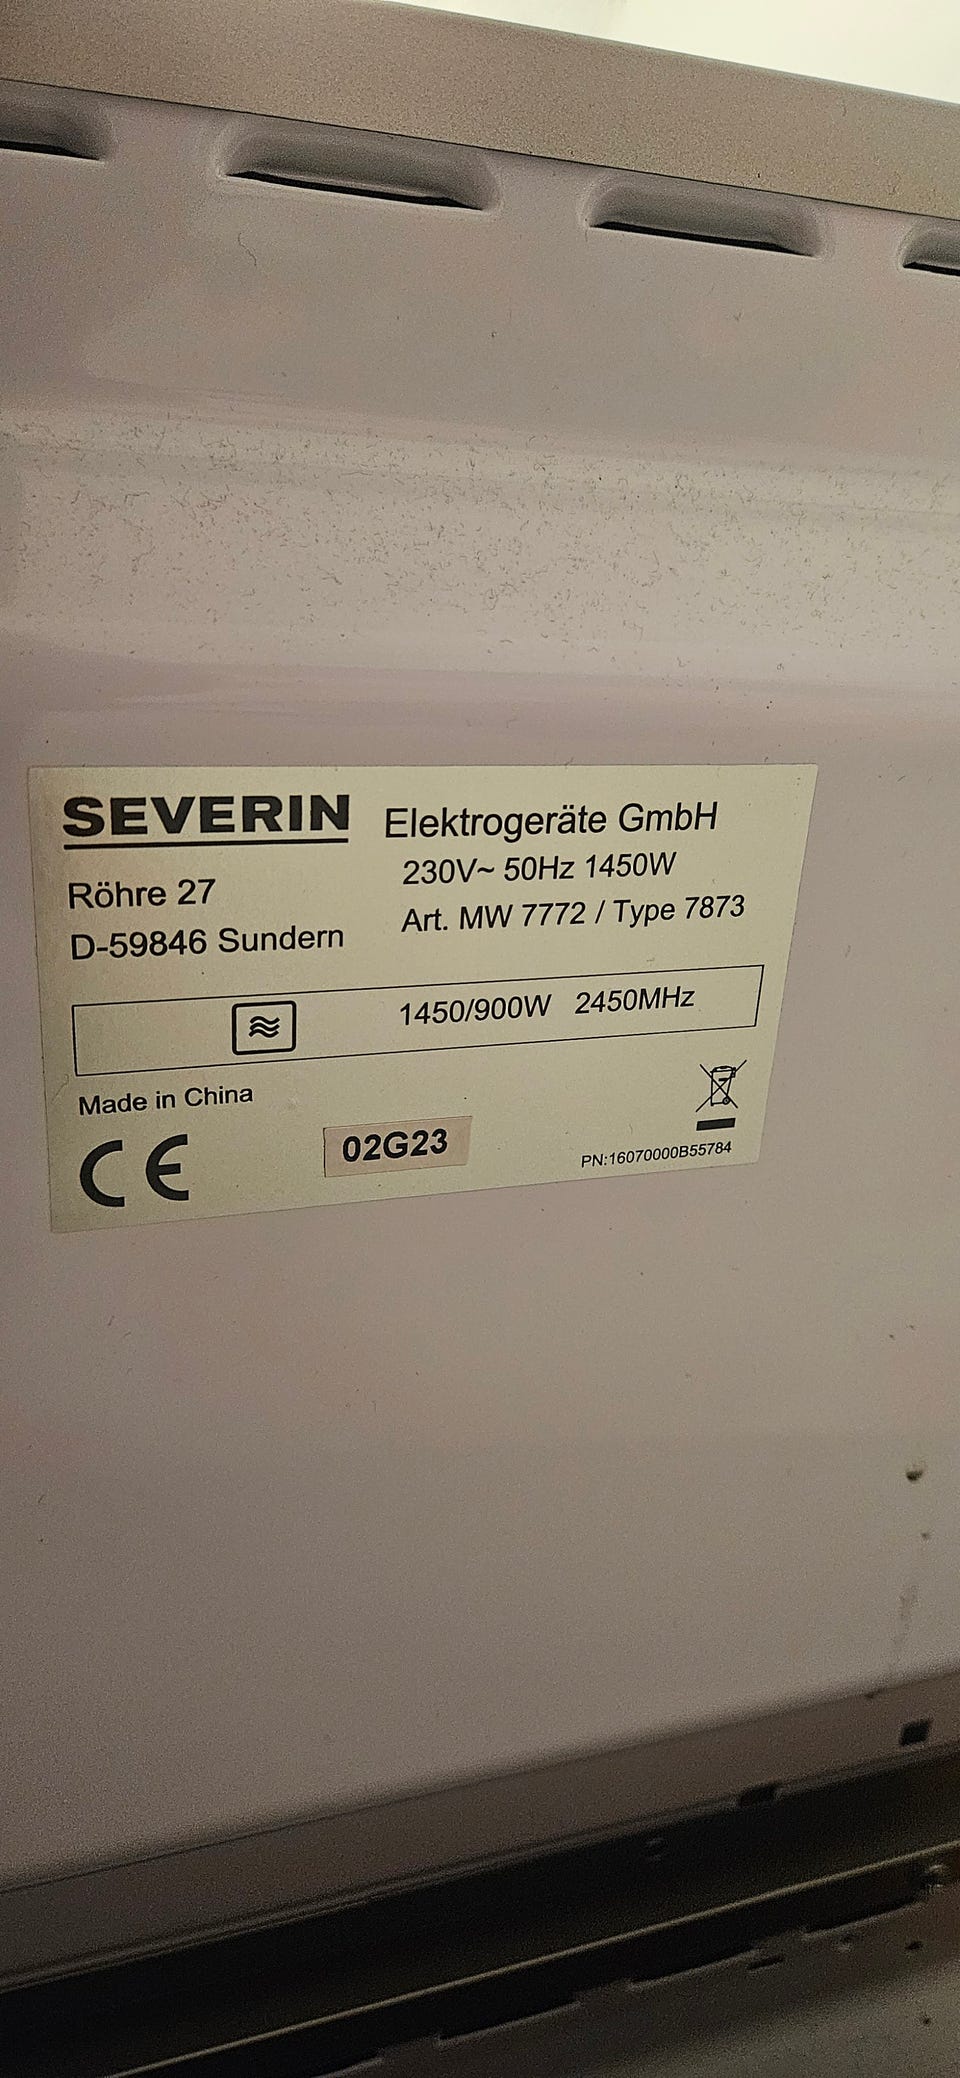 SEVERIN Elektrogeräte GmbH
230V~ 50Hz 1450W
Röhre 27
Art. MW 7772 / Type 7873
D-59846 Sundern
1450/900W 2450MHz
Made in China
CE
02G23
PN:16070000B55784